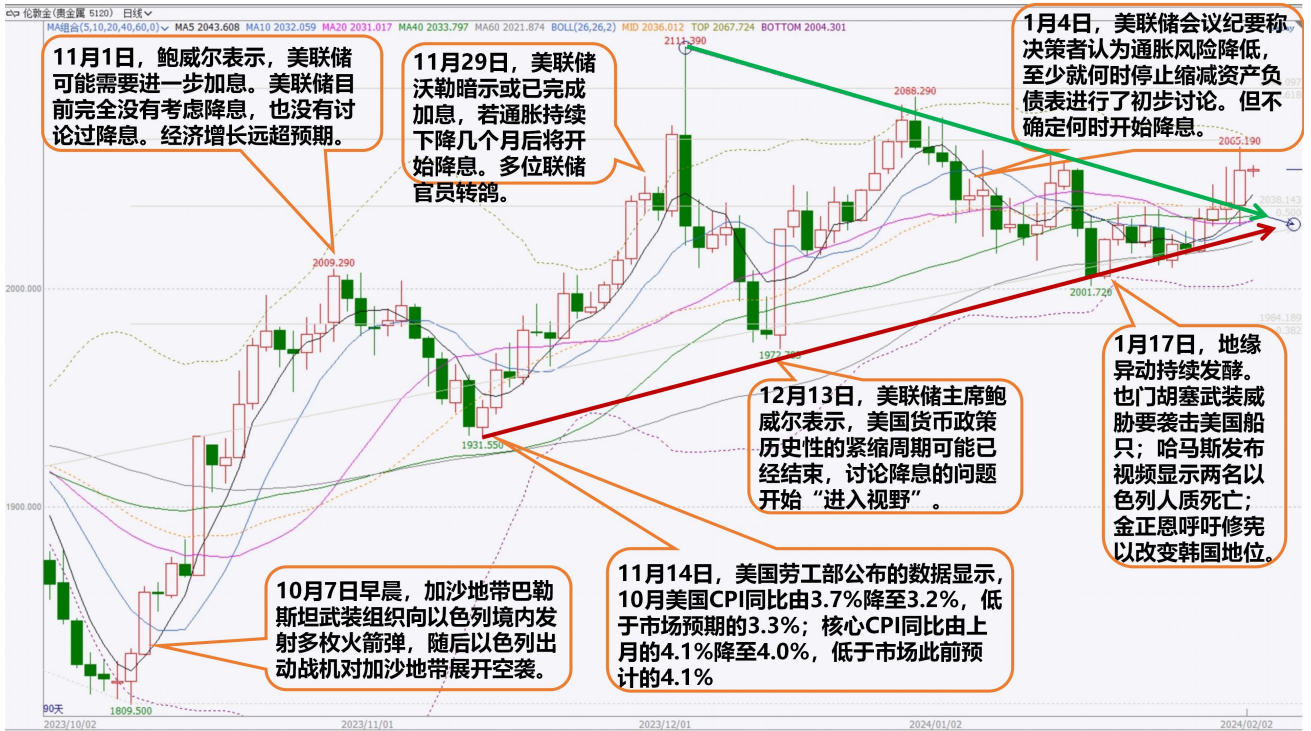 伦敦金(贵金属 5120) 日线
MA组合(5,10,20,40,60,0) MA5 2043.608 MA10 2032.059 MA20 2031.017 MA40 2033.797 MA60 2021.874 BOLL(26,26,2) MID 2036.012 TOP 2067.724 BOTTOM 2004.301
11月1日，鲍威尔表示，美联储
可能需要进一步加息。美联储目
前完全没有考虑降息，也没有讨
论过降息。经济增长远超预期。
11月29日，美联储
沃勒暗示或已完成
加息，若通胀持续
下降几个月后将开
始降息。多位联储
官员转鸽。
1月4日，美联储会议纪要称
决策者认为通胀风险降低，
至少就何时停止缩减资产负
债表进行了初步讨论。但不
确定何时开始降息。
2111.390
2088.290
2065.190
2038.143
0.500
2009.290
2000.000
2001.720
1984.189
0.382
1972.785
1931.550
1900.000
1809.500
12月13日，美联储主席鲍
威尔表示，美国货币政策
历史性的紧缩周期可能已
经结束，讨论降息的问题
开始“进入视野”。
1月17日，地缘
异动持续发酵。
也门胡塞武装威
胁要袭击美国船
只；哈马斯发布
视频显示两名以
色列人质死亡；
金正恩呼吁修宪
以改变韩国地位。
10月7日早晨，加沙地带巴勒
斯坦武装组织向以色列境内发
射多枚火箭弹，随后以色列出
动战机对加沙地带展开空袭。
11月14日，美国劳工部公布的数据显示，
10月美国CPI同比由3.7%降至3.2%，低
于市场预期的3.3%；核心CPI同比由上
月的4.1%降至4.0%，低于市场此前预
计的4.1%
90天
2023/10/02 2023/11/01 2023/12/01 2024/01/02 2024/02/02